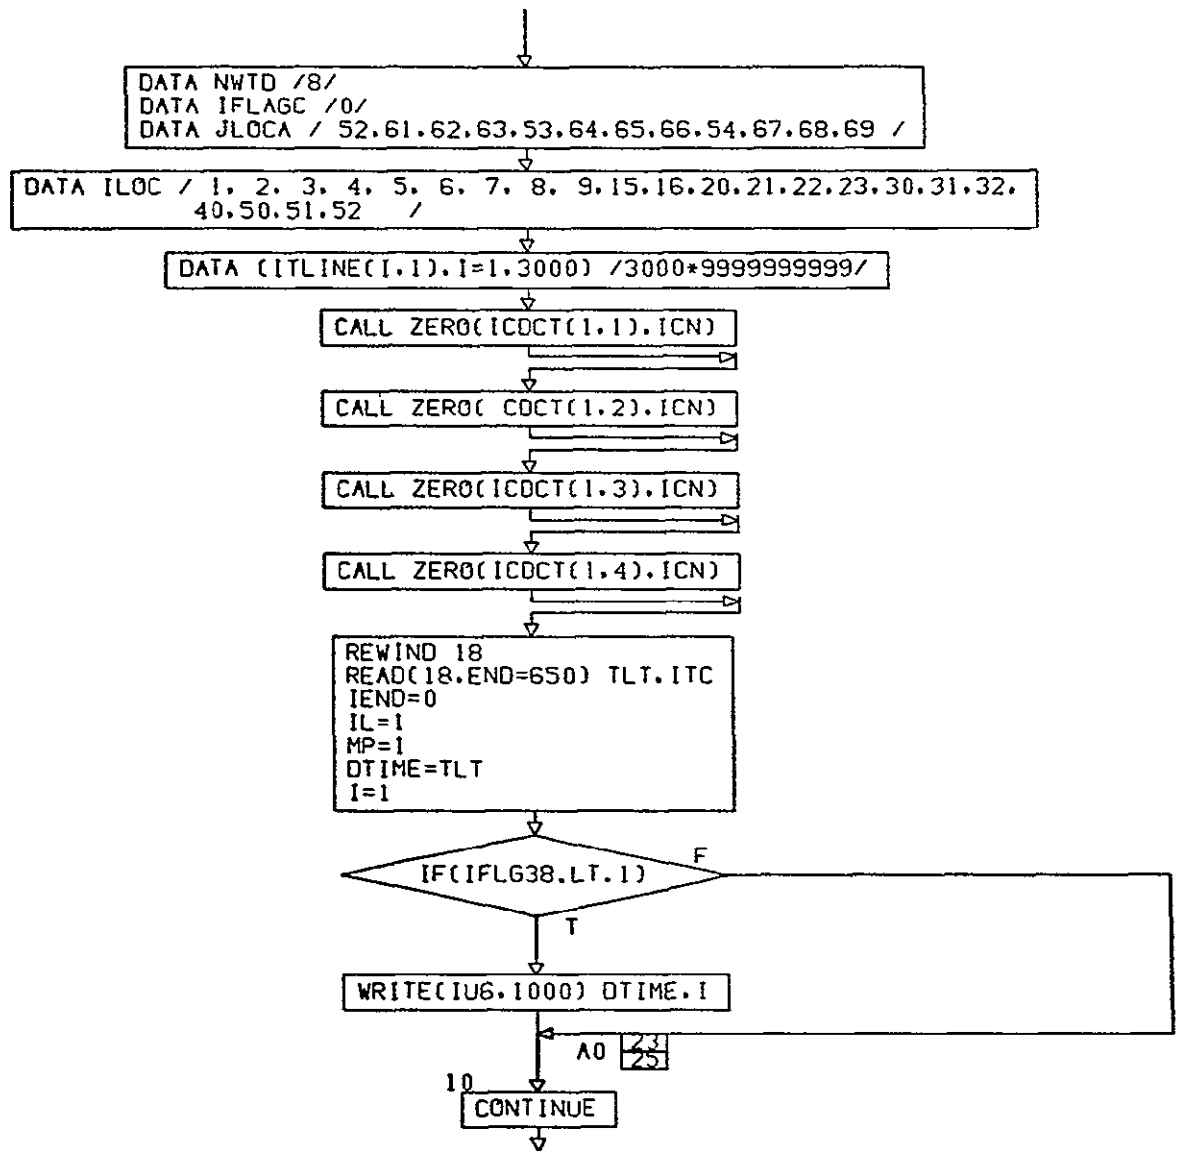 DATA NWTD /8/
DATA IFLAGC /0/
DATA JLOCA / 52.61.62.63.53.64.65.66.54.67.68.69 /
DATA ILOC / 1. 2. 3. 4. 5. 6. 7. 8. 9.15.16.20.21.22.23.30.31.32.
40.50.51.52 /
DATA (ITLINE(I.1).I=1.3000) /3000*9999999999/
CALL ZERO(ICDCT(1.1).ICN)
CALL ZERO( CDCT(1.2).ICN)
CALL ZERO(ICDCT(1.3).ICN)
CALL ZERO(ICDCT(1.4).ICN)
REWIND 18
READ(18.END=650) TLT.ITC
IEND=0
IL=1
MP=1
DTIME=TLT
I=1
IF(IFLG38.LT.1)
F
T
WRITE(IU6.1000) DTIME.I
A0
23
25
10
CONTINUE